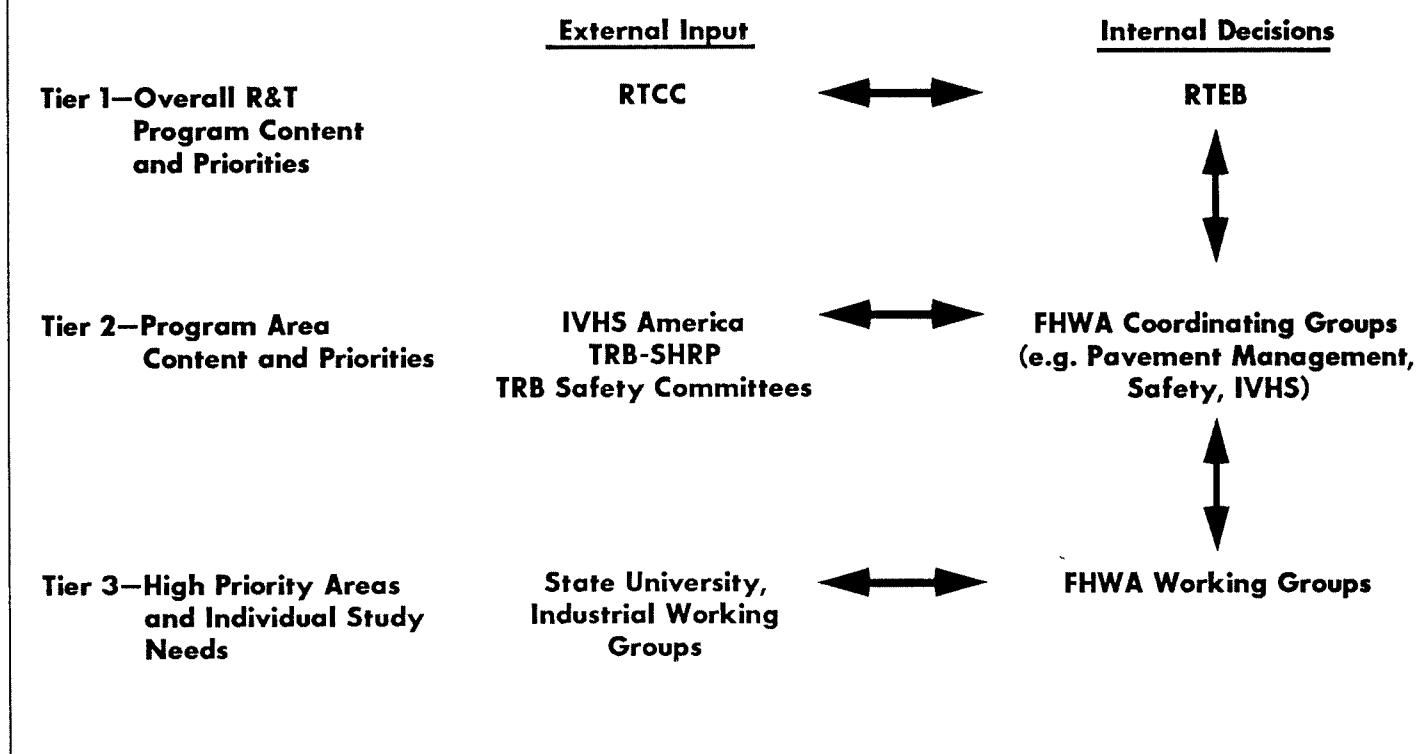 External Input
Internal Decisions
Tier 1—Overall R&T
Program Content
and Priorities
RTCC
RTEB
Tier 2—Program Area
Content and Priorities
IVHS America
TRB-SHRP
TRB Safety Committees
FHWA Coordinating Groups
(e.g. Pavement Management,
Safety, IVHS)
Tier 3—High Priority Areas
and Individual Study
Needs
State University,
Industrial Working
Groups
FHWA Working Groups